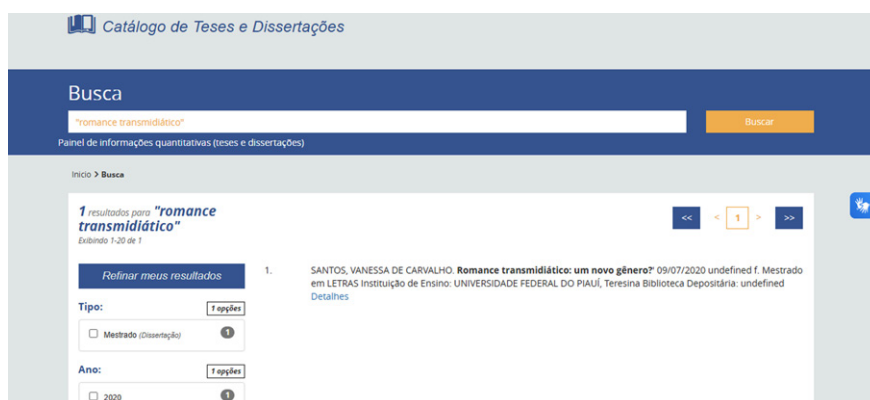 Catálogo de Teses e Dissertações
Busca
"romance transmidiático"
Buscar
Painel de informações quantitativas (teses e dissertações)
Início > Busca
1 resultados para "romance
transmidiático"
Exibindo 1-20 de 1
<< < 1 > >>
Refinar meus resultados
1. SANTOS, VANESSA DE CARVALHO. Romance transmidiático: um novo gênero?' 09/07/2020 undefined f. Mestrado
em LETRAS Instituição de Ensino: UNIVERSIDADE FEDERAL DO PIAUÍ, Teresina Biblioteca Depositária: undefined
Detalhes
Tipo: 1 opções
Mestrado (Dissertação) 1
Ano: 1 opções
2020 1